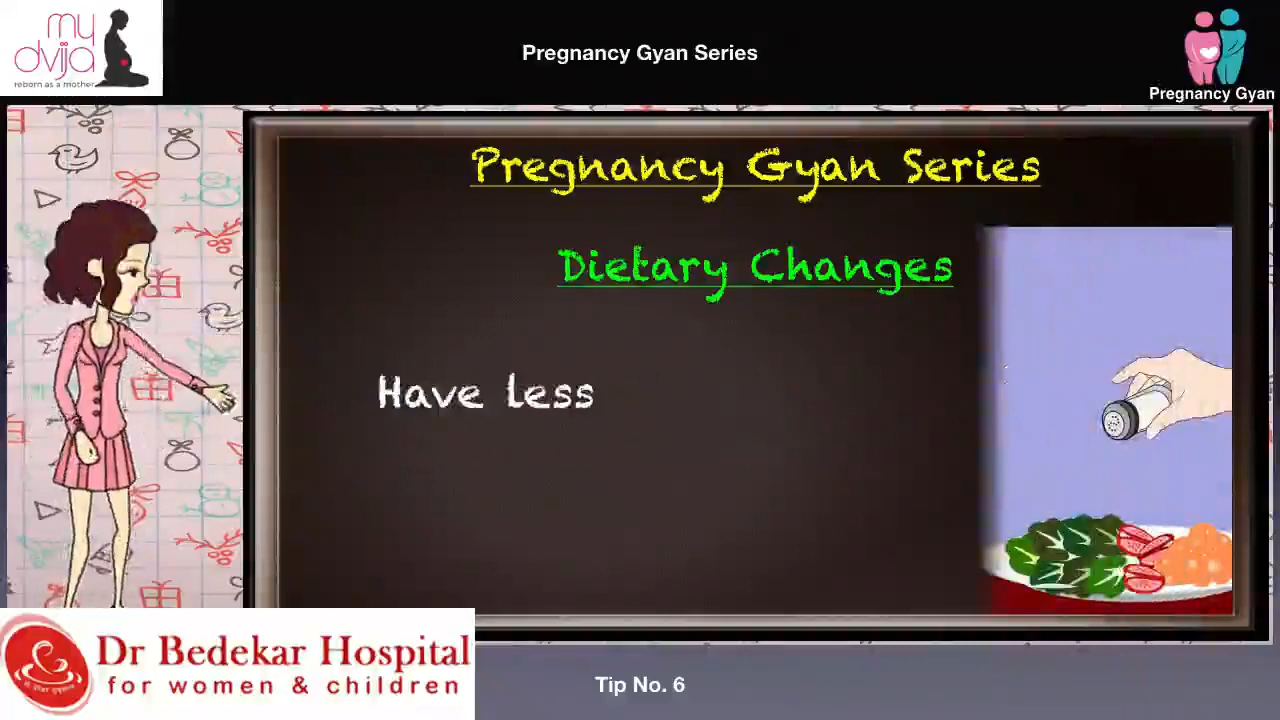 my
dvija
reborn as a mother
Pregnancy Gyan Series
Pregnancy Gyan
Pregnancy Gyan Series
Dietary Changes
Have less
Dr Bedekar Hospital
for women & children
Tip No. 6